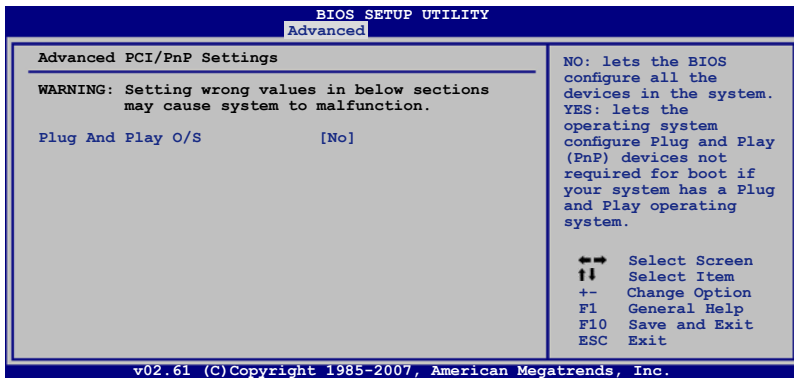 BIOS SETUP UTILITY
Advanced
Advanced PCI/PnP Settings
WARNING: Setting wrong values in below sections
may cause system to malfunction.
Plug And Play O/S [No]
NO: lets the BIOS
configure all the
devices in the system.
YES: lets the
operating system
configure Plug and Play
(PnP) devices not
required for boot if
your system has a Plug
and Play operating
system.
←→ Select Screen
↑↓ Select Item
+- Change Option
F1 General Help
F10 Save and Exit
ESC Exit
v02.61 (C)Copyright 1985-2007, American Megatrends, Inc.